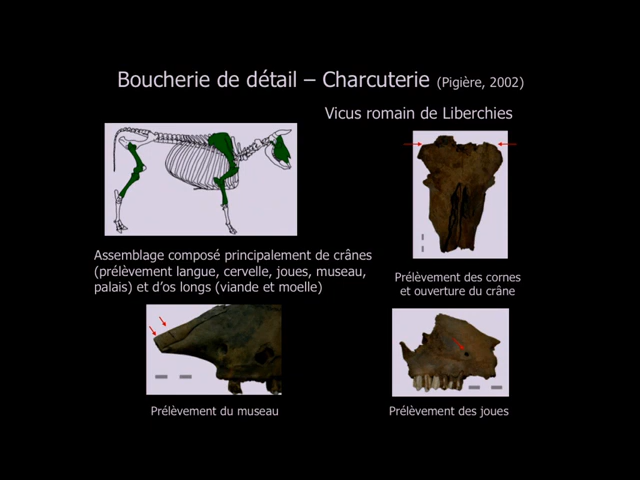 Boucherie de détail – Charcuterie (Pigière, 2002)
Vicus romain de Liberchies
Assemblage composé principalement de crânes
(prélèvement langue, cervelle, joues, museau,
palais) et d'os longs (viande et moelle)
Prélèvement des cornes
et ouverture du crâne
Prélèvement du museau
Prélèvement des joues